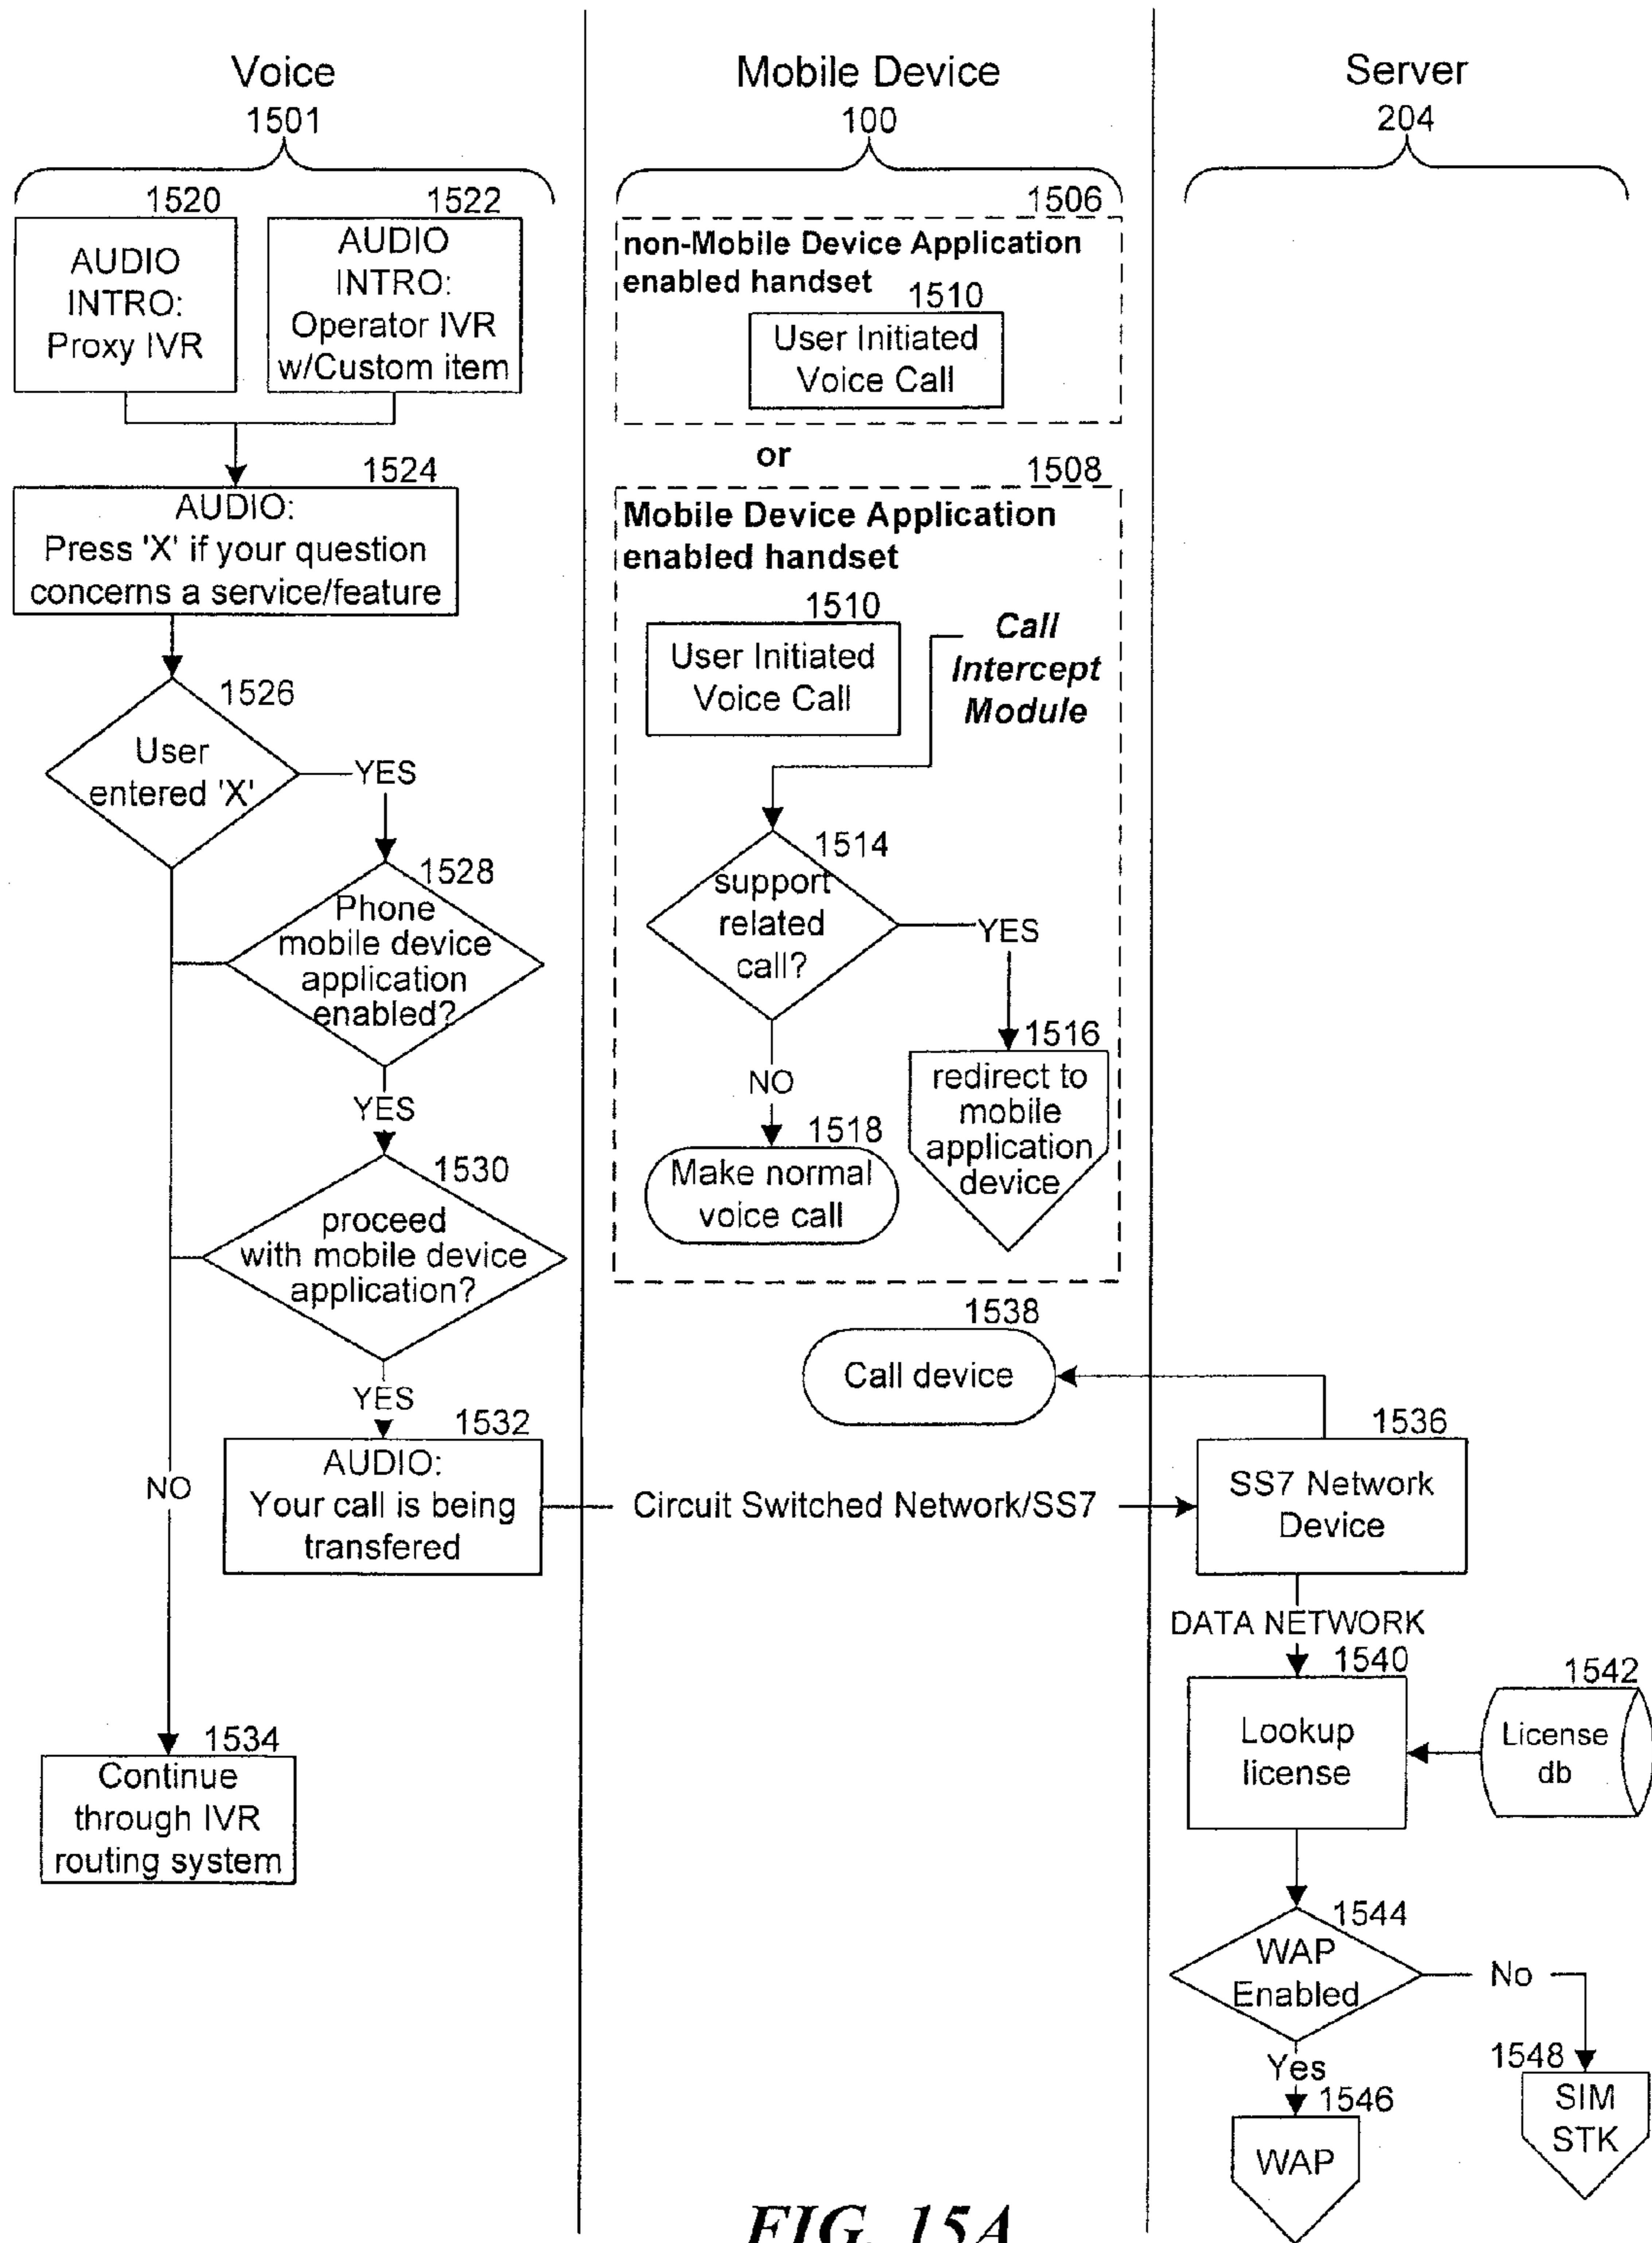 Voice
1501
1520
AUDIO
INTRO:
Proxy IVR
1522
AUDIO
INTRO:
Operator IVR
w/Custom item
1524
AUDIO:
Press 'X' if your question
concerns a service/feature
1526
User
entered 'X'
YES
1528
Phone
mobile device
application
enabled?
YES
1530
proceed
with mobile device
application?
YES
1532
AUDIO:
Your call is being
transfered
NO
1534
Continue
through IVR
routing system
Mobile Device
100
1506
non-Mobile Device Application
enabled handset
1510
User Initiated
Voice Call
or
1508
Mobile Device Application
enabled handset
1510
User Initiated
Voice Call
Call
Intercept
Module
1514
support
related
call?
YES
NO
1516
redirect to
mobile
application
device
1518
Make normal
voice call
1538
Call device
Circuit Switched Network/SS7
Server
204
1536
SS7 Network
Device
DATA NETWORK
1540
Lookup
license
1542
License
db
1544
WAP
Enabled
No
Yes
1546
WAP
1548
SIM
STK
FIG. 15A